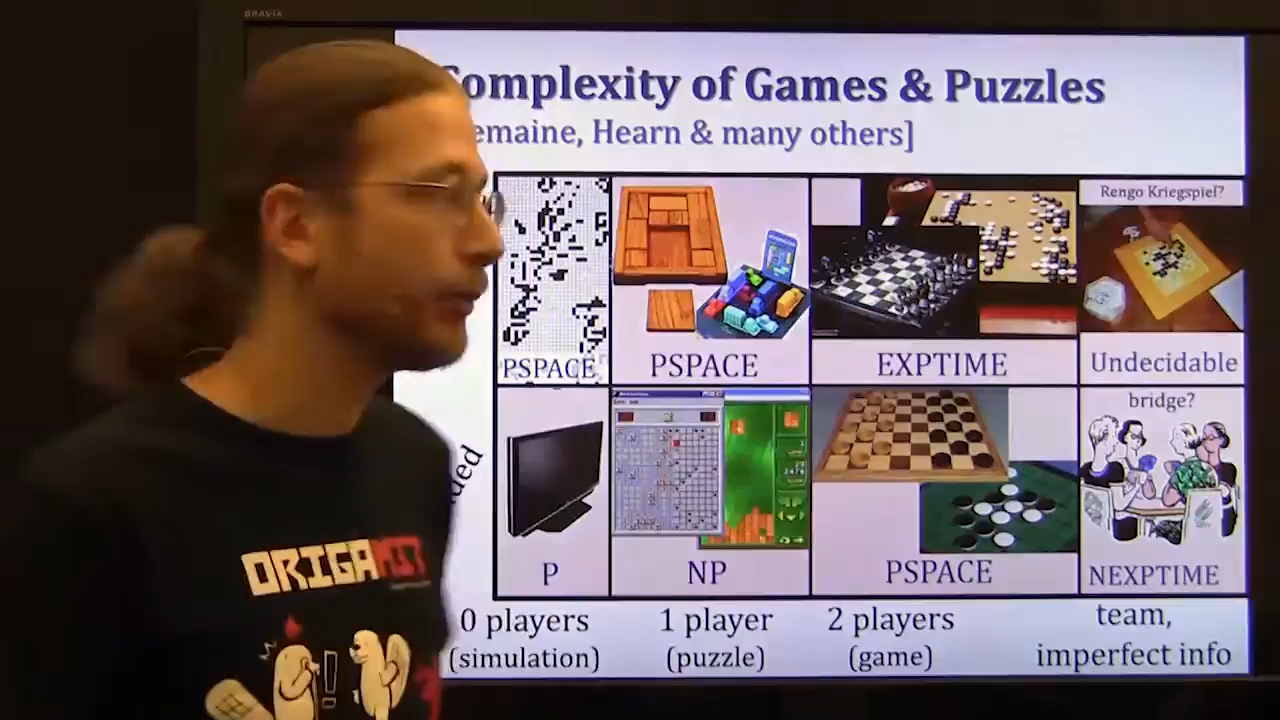 BRAVIA
Complexity of Games & Puzzles
emaine, Hearn & many others]
Rengo Kriegspiel?
PSPACE
PSPACE
EXPTIME
Undecidable
bridge?
P
NP
PSPACE
NEXPTIME
0 players
(simulation)
1 player
(puzzle)
2 players
(game)
team,
imperfect info
ORIGAMIT